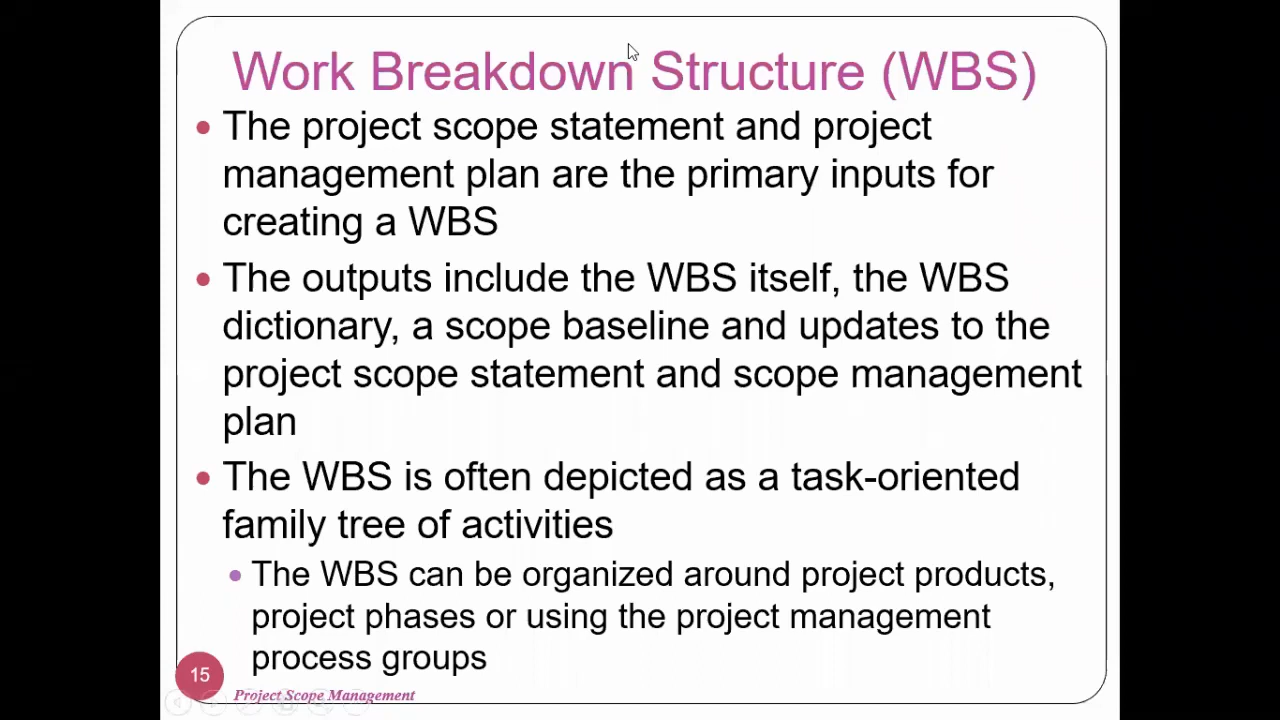 Work Breakdown Structure (WBS)
• The project scope statement and project
management plan are the primary inputs for
creating a WBS
• The outputs include the WBS itself, the WBS
dictionary, a scope baseline and updates to the
project scope statement and scope management
plan
• The WBS is often depicted as a task-oriented
family tree of activities
• The WBS can be organized around project products,
project phases or using the project management
process groups
15
Project Scope Management